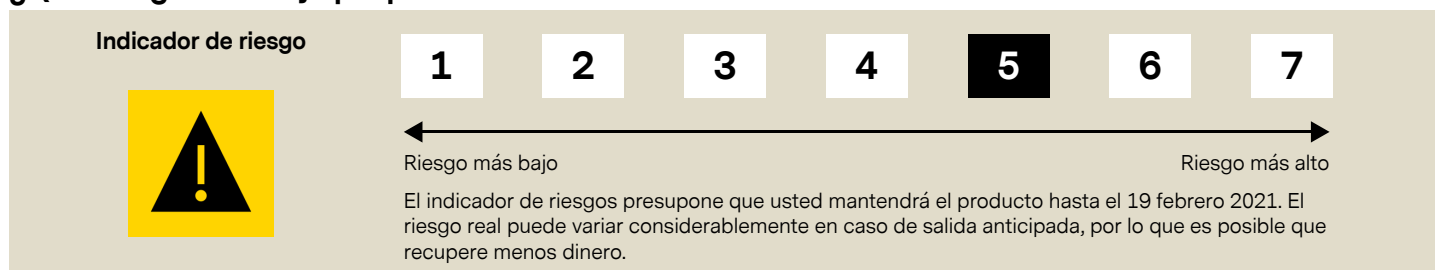 Indicador de riesgo
1 2 3 4 5 6 7
Riesgo más bajo Riesgo más alto
El indicador de riesgos presupone que usted mantendrá el producto hasta el 19 febrero 2021. El
riesgo real puede variar considerablemente en caso de salida anticipada, por lo que es posible que
recupere menos dinero.